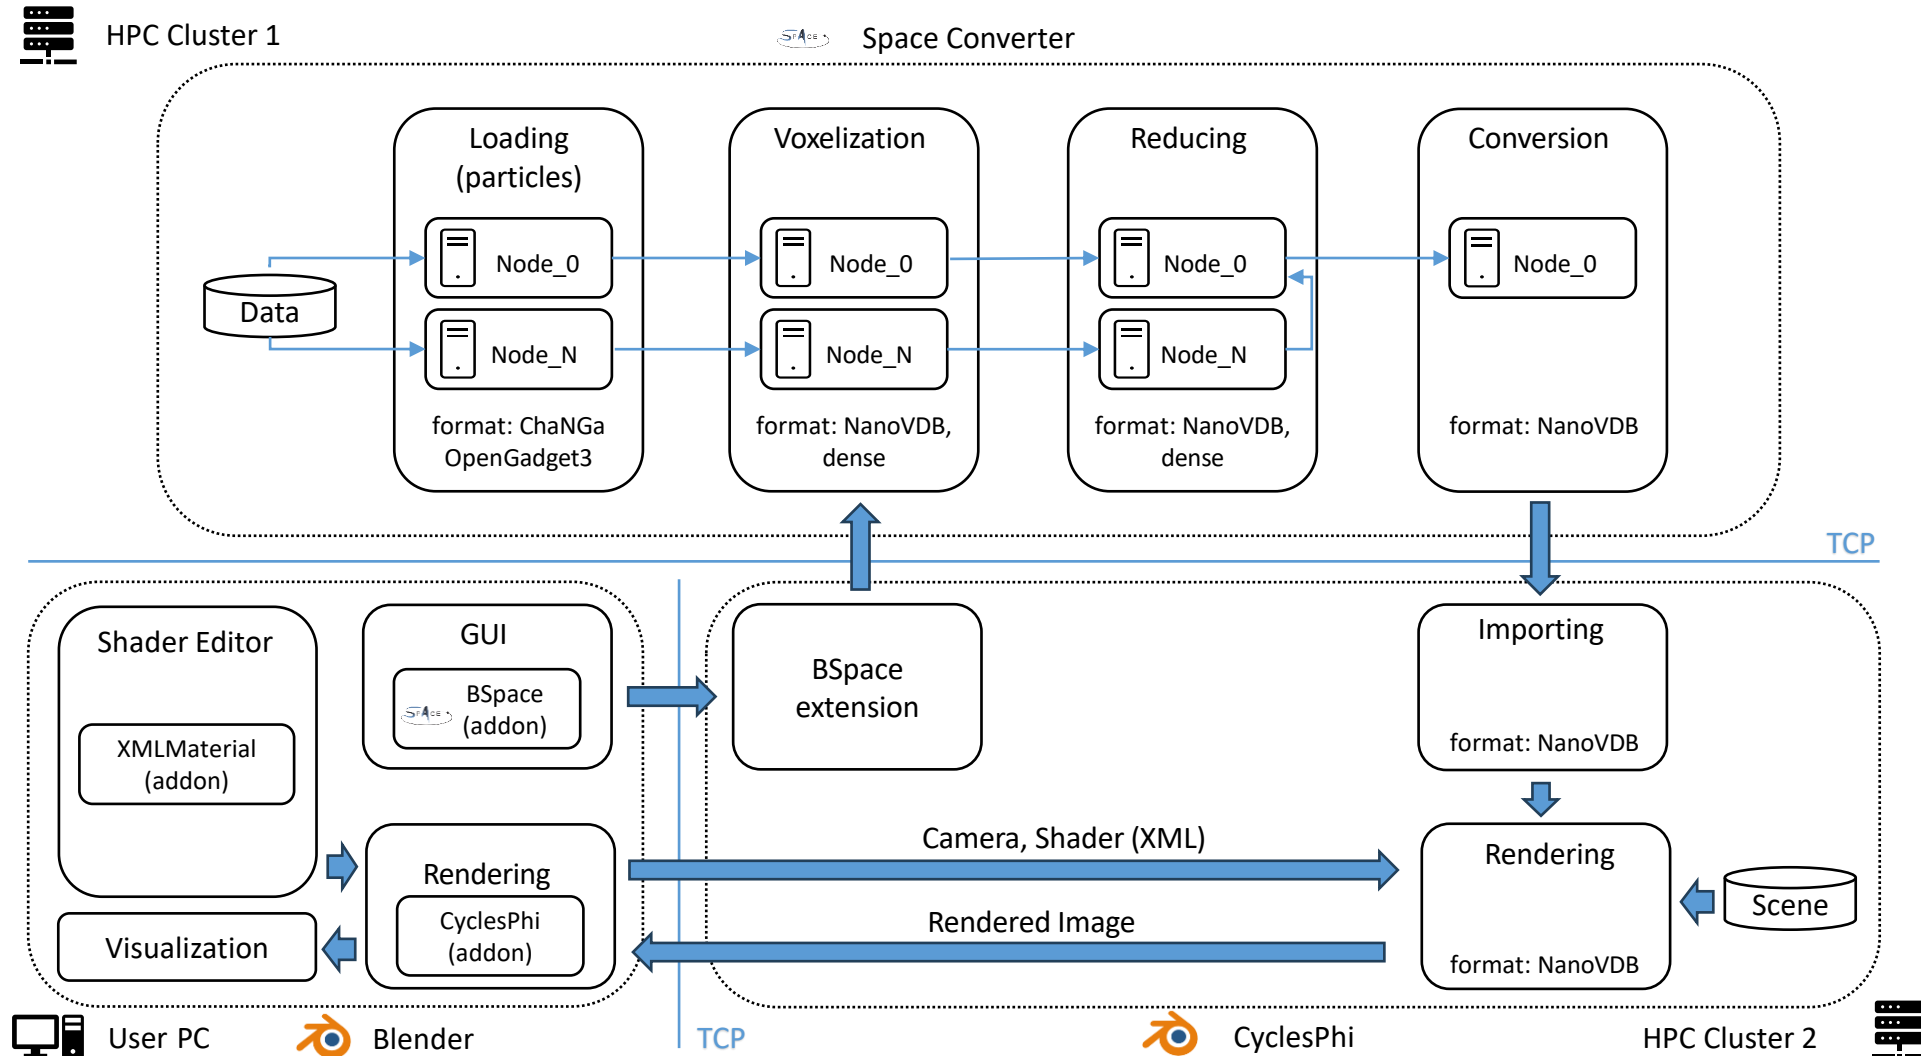 HPC Cluster 1
SPACE
Space Converter
Loading
(particles)
Node_0
Node_N
format: ChaNGa
OpenGadget3
Voxelization
Node_0
Node_N
format: NanoVDB,
dense
Reducing
Node_0
Node_N
format: NanoVDB,
dense
Conversion
Node_0
format: NanoVDB
Data
TCP
Shader Editor
XMLMaterial
(addon)
GUI
SPACE
BSpace
(addon)
BSpace
extension
Importing
format: NanoVDB
Rendering
CyclesPhi
(addon)
Visualization
Camera, Shader (XML)
Rendered Image
Rendering
format: NanoVDB
Scene
User PC
Blender
TCP
CyclesPhi
HPC Cluster 2